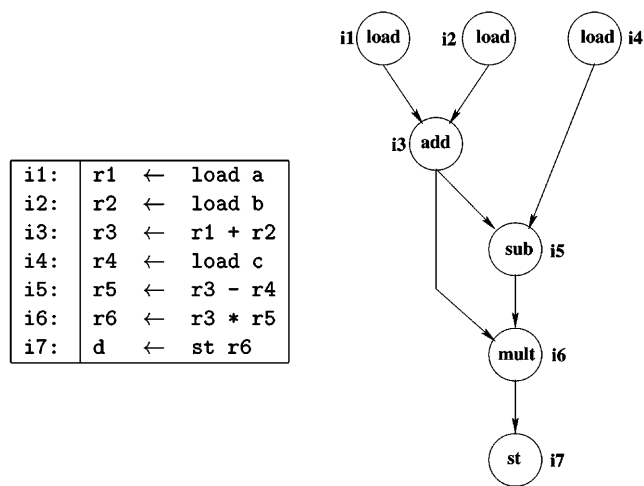 i1: r1 ← load a
i2: r2 ← load b
i3: r3 ← r1 + r2
i4: r4 ← load c
i5: r5 ← r3 - r4
i6: r6 ← r3 * r5
i7: d ← st r6
i1 load i2 load load i4
i3 add
sub i5
mult i6
st i7